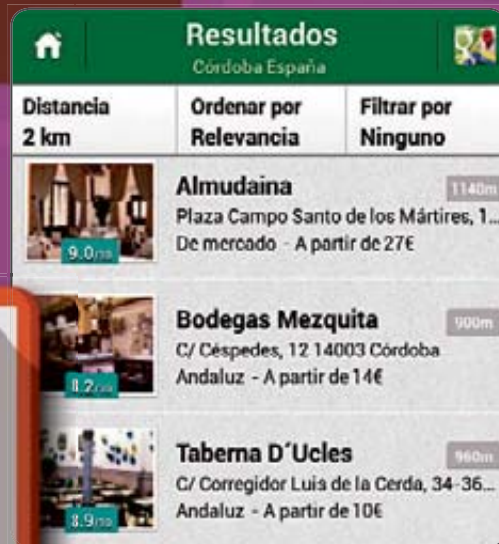 Resultados
Córdoba España
Distancia
2 km
Ordenar por
Relevancia
Filtrar por
Ninguno
Almudaina
1140m
Plaza Campo Santo de los Mártires, 1...
De mercado - A partir de 27€
9.0/10
Bodegas Mezquita
900m
C/ Céspedes, 12 14003 Córdoba
Andaluz - A partir de 14€
8.2/10
Taberna D´Ucles
960m
C/ Corregidor Luis de la Cerda, 34-36...
Andaluz - A partir de 10€
8.9/10